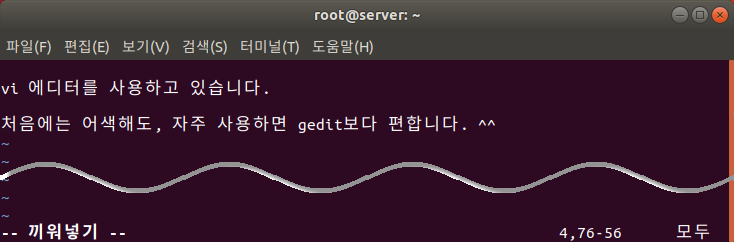 root@server: ~
파일(F) 편집(E) 보기(V) 검색(S) 터미널(T) 도움말(H)
vi 에디터를 사용하고 있습니다.
처음에는 어색해도, 자주 사용하면 gedit보다 편합니다. ^^
~
~
~
~
~
-- 끼워넣기 -- 4,76-56 모두